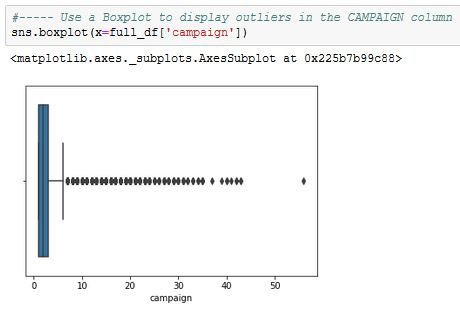 #----- Use a Boxplot to display outliers in the CAMPAIGN column
sns.boxplot(x=full_df['campaign'])
<matplotlib.axes._subplots.AxesSubplot at 0x225b7b99c88>
0 10 20 30 40 50
campaign